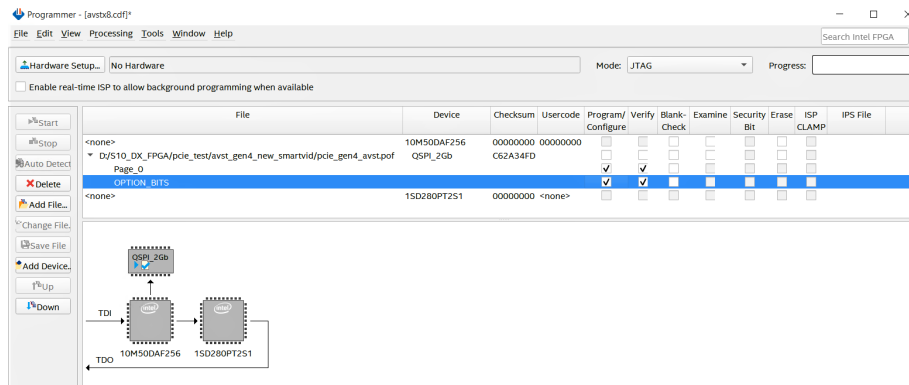 Programmer - [avstx8.cdf]*
File Edit View Processing Tools Window Help
Search Intel FPGA
Hardware Setup... No Hardware Mode: JTAG Progress:
Enable real-time ISP to allow background programming when available
File Device Checksum Usercode Program/ Configure Verify Blank- Check Examine Security Bit Erase ISP CLAMP IPS File
Start
Stop
Auto Detect
Delete
Add File...
Change File.
Save File
Add Device.
Up
Down
<none> 10M50DAF256 00000000 00000000
D:/S10_DX_FPGA/pcie_test/avst_gen4_new_smartvid/pcie_gen4_avst.pof QSPI_2Gb C62A34FD
Page_0
OPTION_BITS
<none> 1SD280PT2S1 00000000 <none>
QSPI_2Gb
TDI
intel intel
10M50DAF256 1SD280PT2S1
TDO